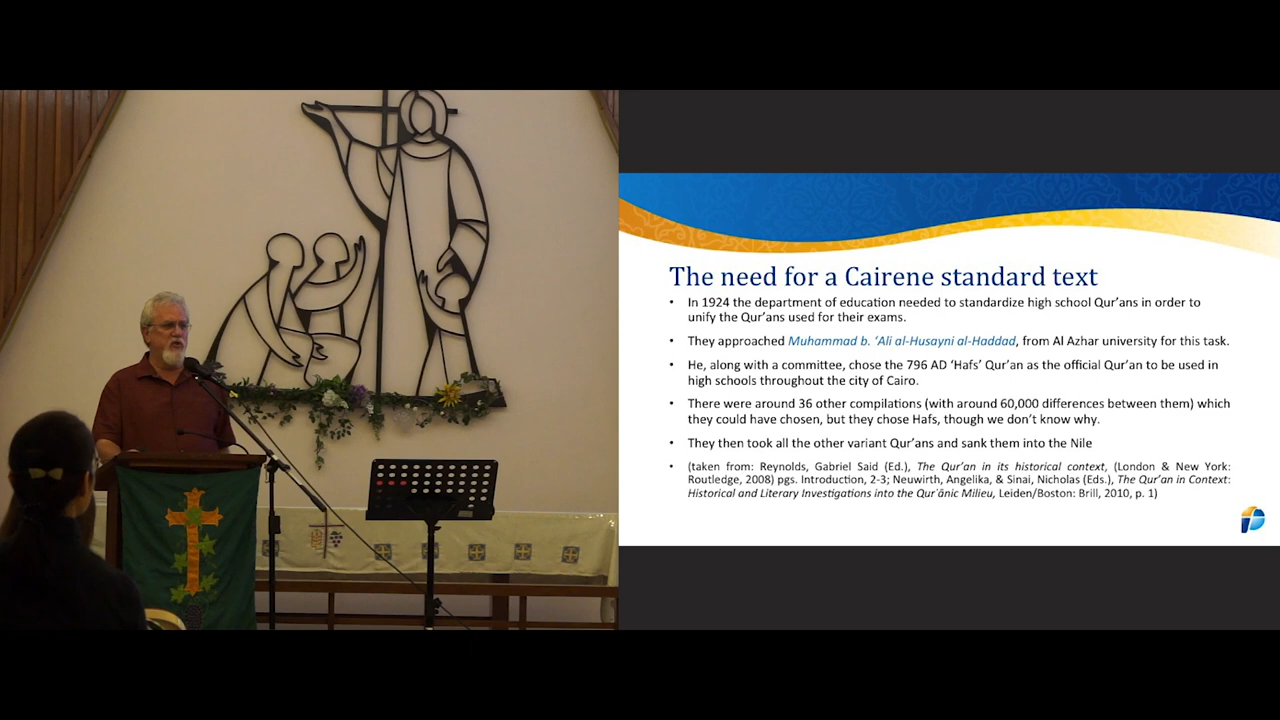 The need for a Cairene standard text
• In 1924 the department of education needed to standardize high school Qur’ans in order to
unify the Qur’ans used for their exams.
• They approached Muhammad b. ‘Ali al-Husayni al-Haddad, from Al Azhar university for this task.
• He, along with a committee, chose the 796 AD ‘Hafs’ Qur’an as the official Qur’an to be used in
high schools throughout the city of Cairo.
• There were around 36 other compilations (with around 60,000 differences between them) which
they could have chosen, but they chose Hafs, though we don’t know why.
• They then took all the other variant Qur’ans and sank them into the Nile
• (taken from: Reynolds, Gabriel Said (Ed.), The Qur’an in its historical context, (London & New York:
Routledge, 2008) pgs. Introduction, 2-3; Neuwirth, Angelika, & Sinai, Nicholas (Eds.), The Qur’an in Context:
Historical and Literary Investigations into the Qurʾānic Milieu, Leiden/Boston: Brill, 2010, p. 1)